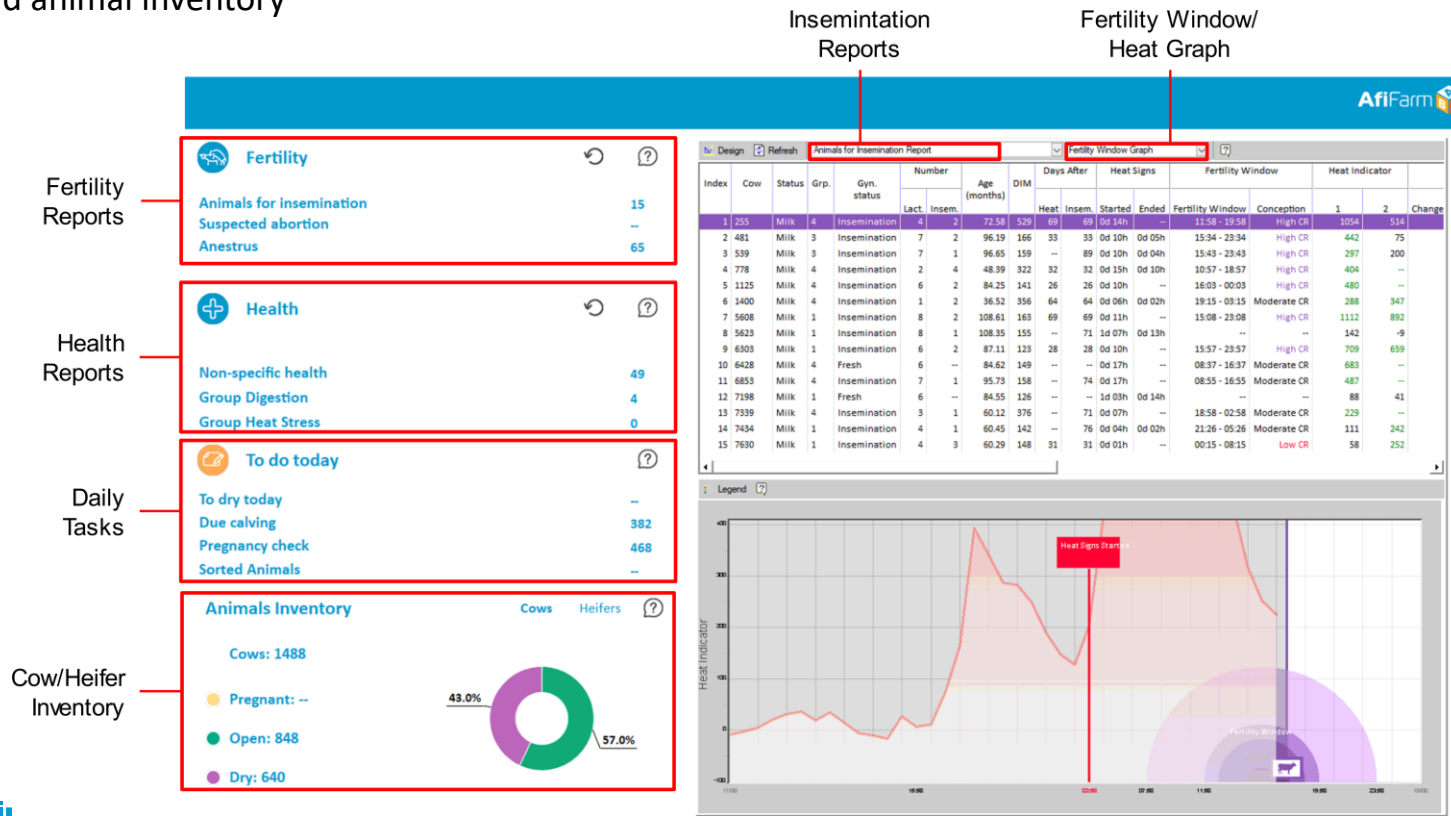 d animal inventory
Insemintation
Reports
Fertility Window/
Heat Graph
AfiFarm
Fertility
Reports
Fertility
Animals for insemination 15
Suspected abortion --
Anestrus 65
Health
Reports
Health
Non-specific health 49
Group Digestion 4
Group Heat Stress 0
Daily
Tasks
To do today
To dry today --
Due calving 382
Pregnancy check 468
Sorted Animals --
Cow/Heifer
Inventory
Animals Inventory Cows Heifers
Cows: 1488
Pregnant: --
Open: 848
Dry: 640
43.0%
57.0%
Design Refresh Animals for Insemination Report Fertility Window Graph
Index Cow Status Grp. Gyn. status Number Age (months) DIM Days After Heat Signs Fertility Window Heat Indicator
Lact. Insem. Heat Insem. Started Ended Fertility Window Conception 1 2 Change
1 255 Milk 4 Insemination 4 2 72.58 529 69 69 0d 14h -- 11:58 - 19:58 High CR 1054 514
2 481 Milk 3 Insemination 7 2 96.19 166 33 33 0d 10h 0d 05h 15:34 - 23:34 High CR 442 75
3 539 Milk 3 Insemination 7 1 96.65 159 -- 89 0d 10h 0d 04h 15:43 - 23:43 High CR 297 200
4 778 Milk 4 Insemination 2 4 48.39 322 32 32 0d 15h 0d 10h 10:57 - 18:57 High CR 404 --
5 1125 Milk 4 Insemination 6 2 84.25 141 26 26 0d 10h -- 16:03 - 00:03 High CR 480 --
6 1400 Milk 4 Insemination 1 2 36.52 356 64 64 0d 06h 0d 02h 19:15 - 03:15 Moderate CR 288 347
7 5608 Milk 1 Insemination 8 2 108.61 163 69 69 0d 11h -- 15:08 - 23:08 High CR 1112 892
8 5623 Milk 1 Insemination 8 1 108.35 155 -- 71 1d 07h 0d 13h -- -- 142 -9
9 6303 Milk 1 Insemination 6 2 87.11 123 28 28 0d 10h -- 15:57 - 23:57 High CR 709 659
10 6428 Milk 4 Fresh 6 -- 84.62 149 -- -- 0d 17h -- 08:37 - 16:37 Moderate CR 683 --
11 6853 Milk 4 Insemination 7 1 95.73 158 -- 74 0d 17h -- 08:55 - 16:55 Moderate CR 487 --
12 7198 Milk 1 Fresh 6 -- 84.55 126 -- -- 1d 03h 0d 14h -- -- 88 41
13 7339 Milk 4 Insemination 3 1 60.12 376 -- 71 0d 07h -- 18:58 - 02:58 Moderate CR 229 --
14 7434 Milk 1 Insemination 4 1 60.45 142 -- 76 0d 04h 0d 02h 21:26 - 05:26 Moderate CR 111 242
15 7630 Milk 1 Insemination 4 3 60.29 148 31 31 0d 01h -- 00:15 - 08:15 Low CR 58 252
Legend
Heat Indicator
400
300
200
100
0
-100
Heat Signs Started
Fertility Window